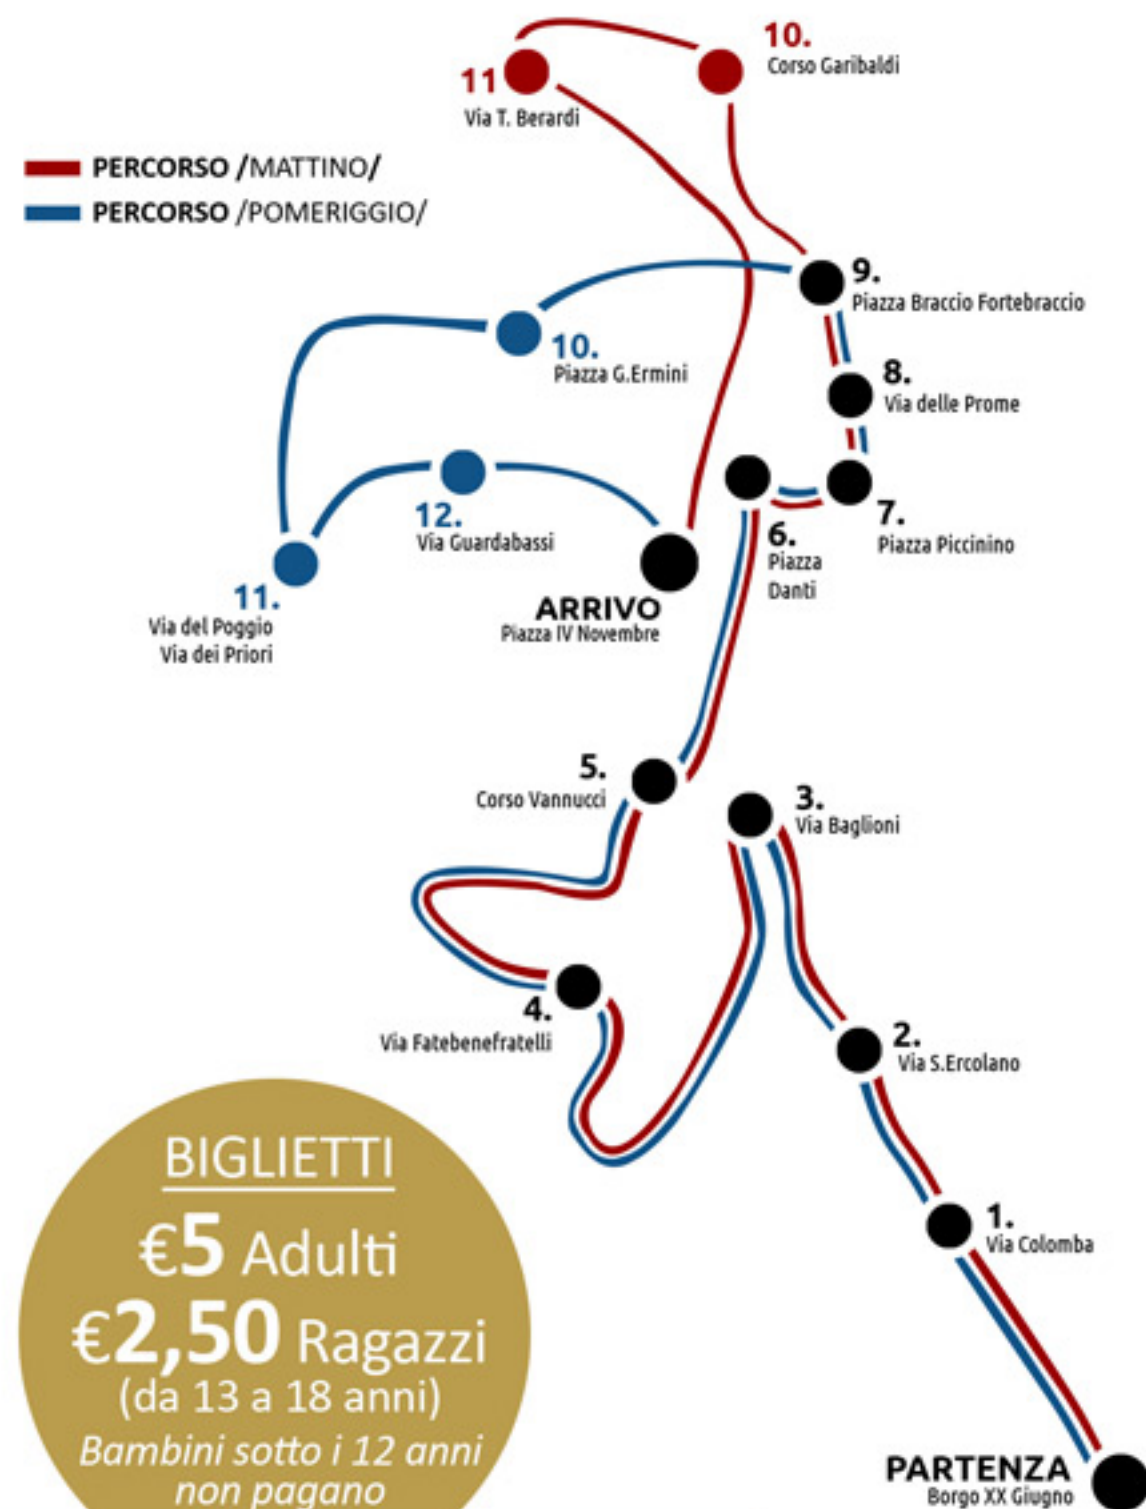 10.
Corso Garibaldi
11
Via T. Berardi
PERCORSO /MATTINO/
PERCORSO /POMERIGGIO/
9.
Piazza Braccio Fortebraccio
10.
Piazza G.Ermini
8.
Via delle Prome
7.
Piazza Piccinino
6.
Piazza
Danti
12.
Via Guardabassi
11.
Via del Poggio
Via dei Priori
ARRIVO
Piazza IV Novembre
5.
Corso Vannucci
3.
Via Baglioni
4.
Via Fatebenefratelli
2.
Via S.Ercolano
1.
Via Colomba
BIGLIETTI
€5 Adulti
€2,50 Ragazzi
(da 13 a 18 anni)
Bambini sotto i 12 anni
non pagano
PARTENZA
Borgo XX Giugno